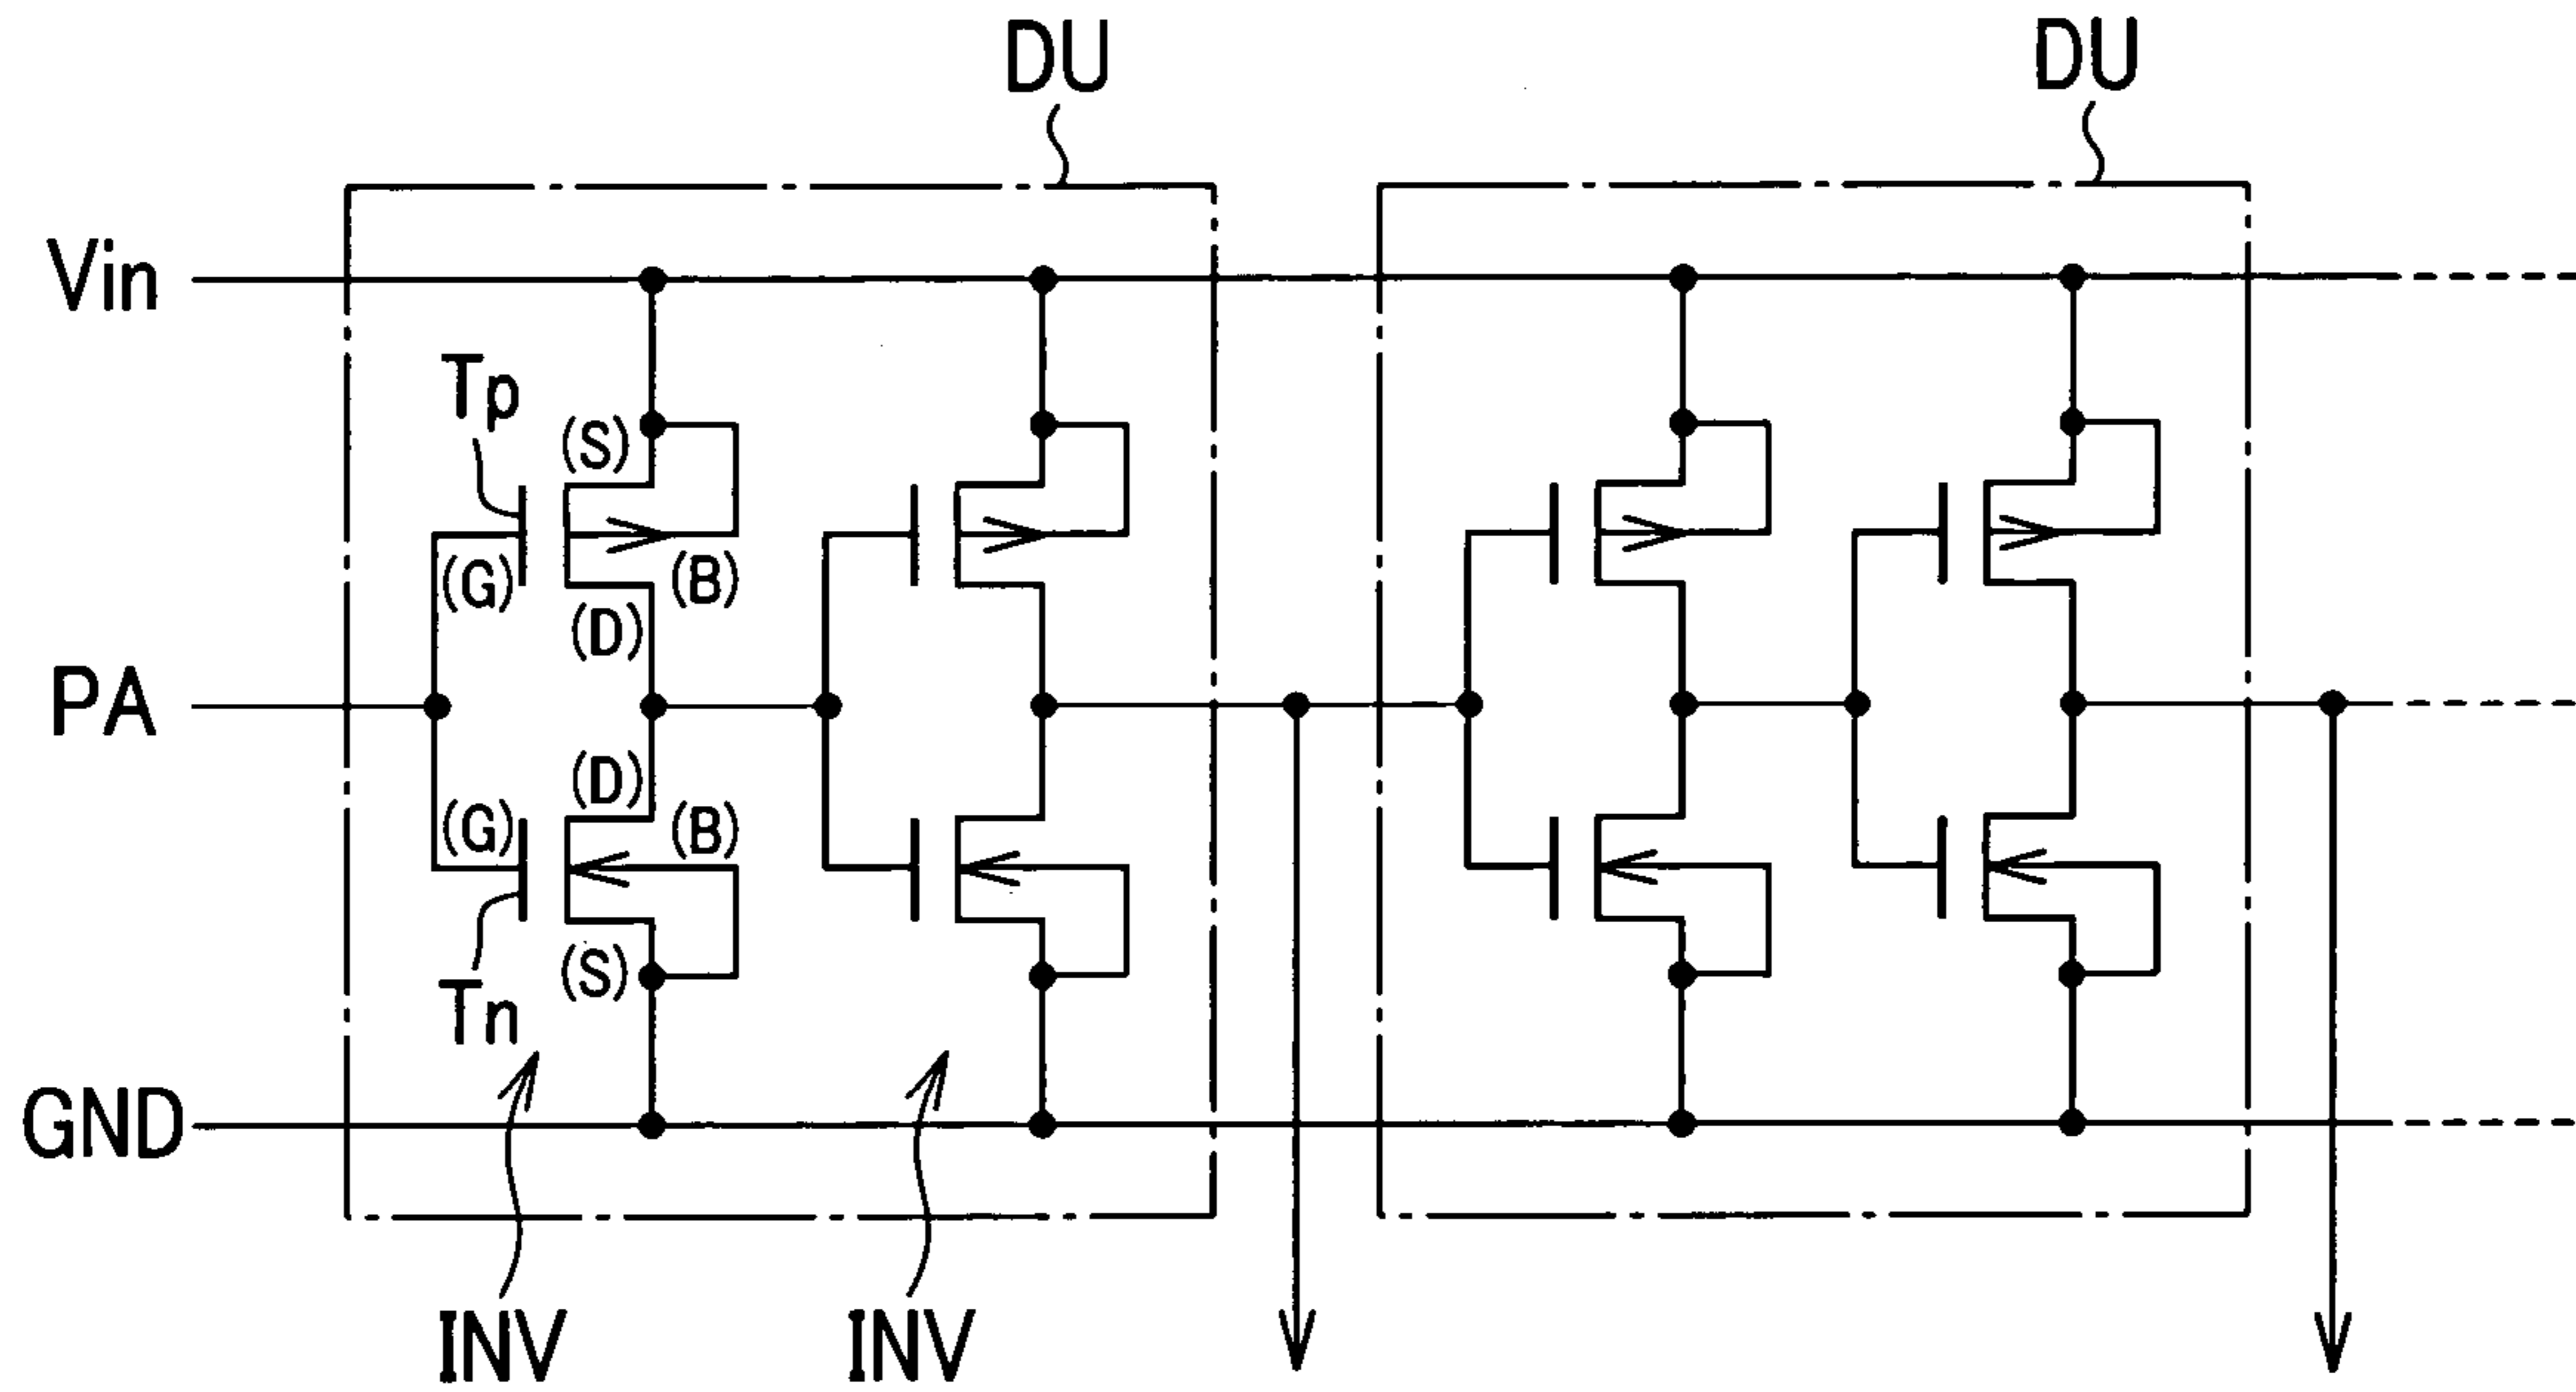 DU
DU
Vin
Tp
(S)
(G)
(B)
(D)
PA
(D)
(G)
(B)
(S)
Tn
GND
INV
INV